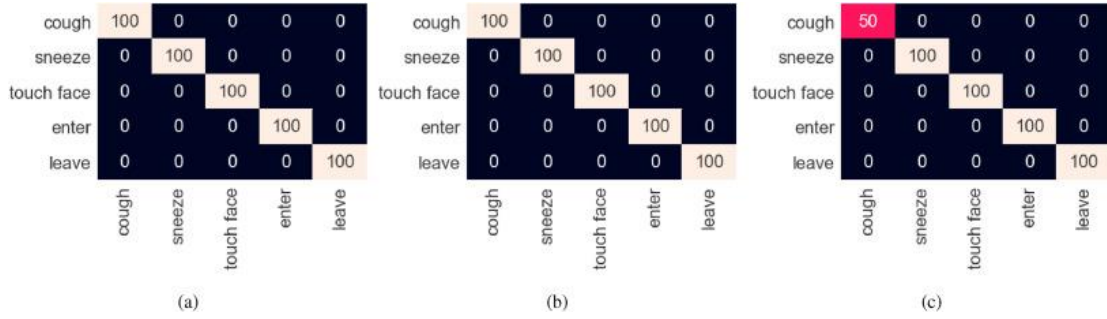 cough 100 0 0 0 0
sneeze 0 100 0 0 0
touch face 0 0 100 0 0
enter 0 0 0 100 0
leave 0 0 0 0 100
cough sneeze touch face enter leave
(a)
cough 100 0 0 0 0
sneeze 0 100 0 0 0
touch face 0 0 100 0 0
enter 0 0 0 100 0
leave 0 0 0 0 100
cough sneeze touch face enter leave
(b)
cough 50 0 0 0 0
sneeze 0 100 0 0 0
touch face 0 0 100 0 0
enter 0 0 0 100 0
leave 0 0 0 0 100
cough sneeze touch face enter leave
(c)